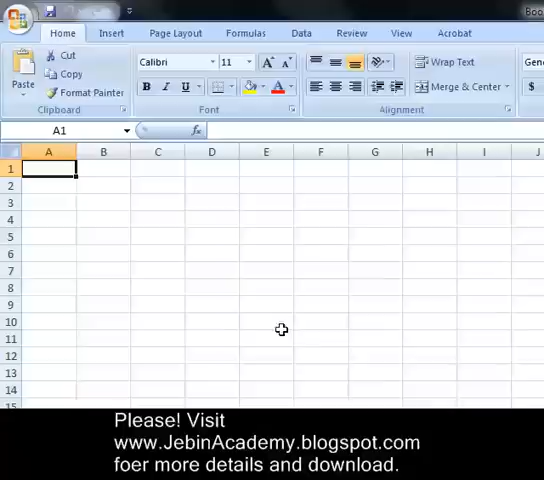 Boo
Home Insert Page Layout Formulas Data Review View Acrobat
Cut
Copy
Format Painter
Paste
Clipboard
Calibri 11
A A
B I U A
Font
Wrap Text
Merge & Center
Alignment
Gene
$
A1 fx
A B C D E F G H I J
1
2
3
4
5
6
7
8
9
10
11
12
13
14
15
Please! Visit
www.JebinAcademy.blogspot.com
foer more details and download.